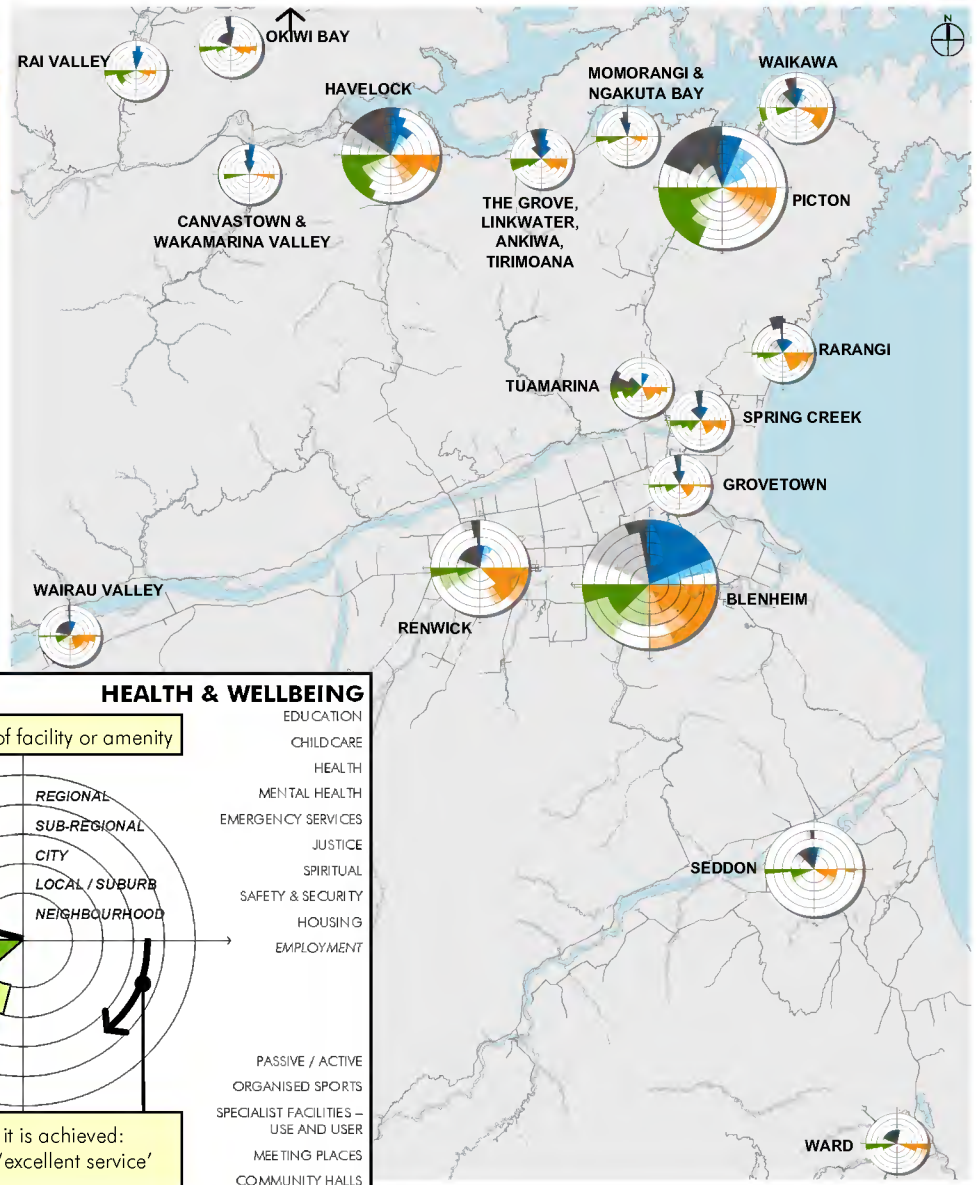 N
OKIWI BAY
RAI VALLEY
HAVELOCK
MOMORANGI &
NGAKUTA BAY
WAIKAWA
CANVASTOWN &
WAKAMARINA VALLEY
THE GROVE,
LINKWATER,
ANKIWA,
TIRIMOANA
PICTON
RARANGI
TUAMARINA
SPRING CREEK
GROVETOWN
WAIRAU VALLEY
RENWICK
BLENHEIM
SEDDON
WARD
HEALTH & WELLBEING
of facility or amenity
REGIONAL
SUB-REGIONAL
CITY
LOCAL / SUBURB
NEIGHBOURHOOD
EDUCATION
CHILDCARE
HEALTH
MENTAL HEALTH
EMERGENCY SERVICES
JUSTICE
SPIRITUAL
SAFETY & SECURITY
HOUSING
EMPLOYMENT
PASSIVE / ACTIVE
ORGANISED SPORTS
SPECIALIST FACILITIES –
USE AND USER
MEETING PLACES
COMMUNITY HALLS
it is achieved:
'excellent service'